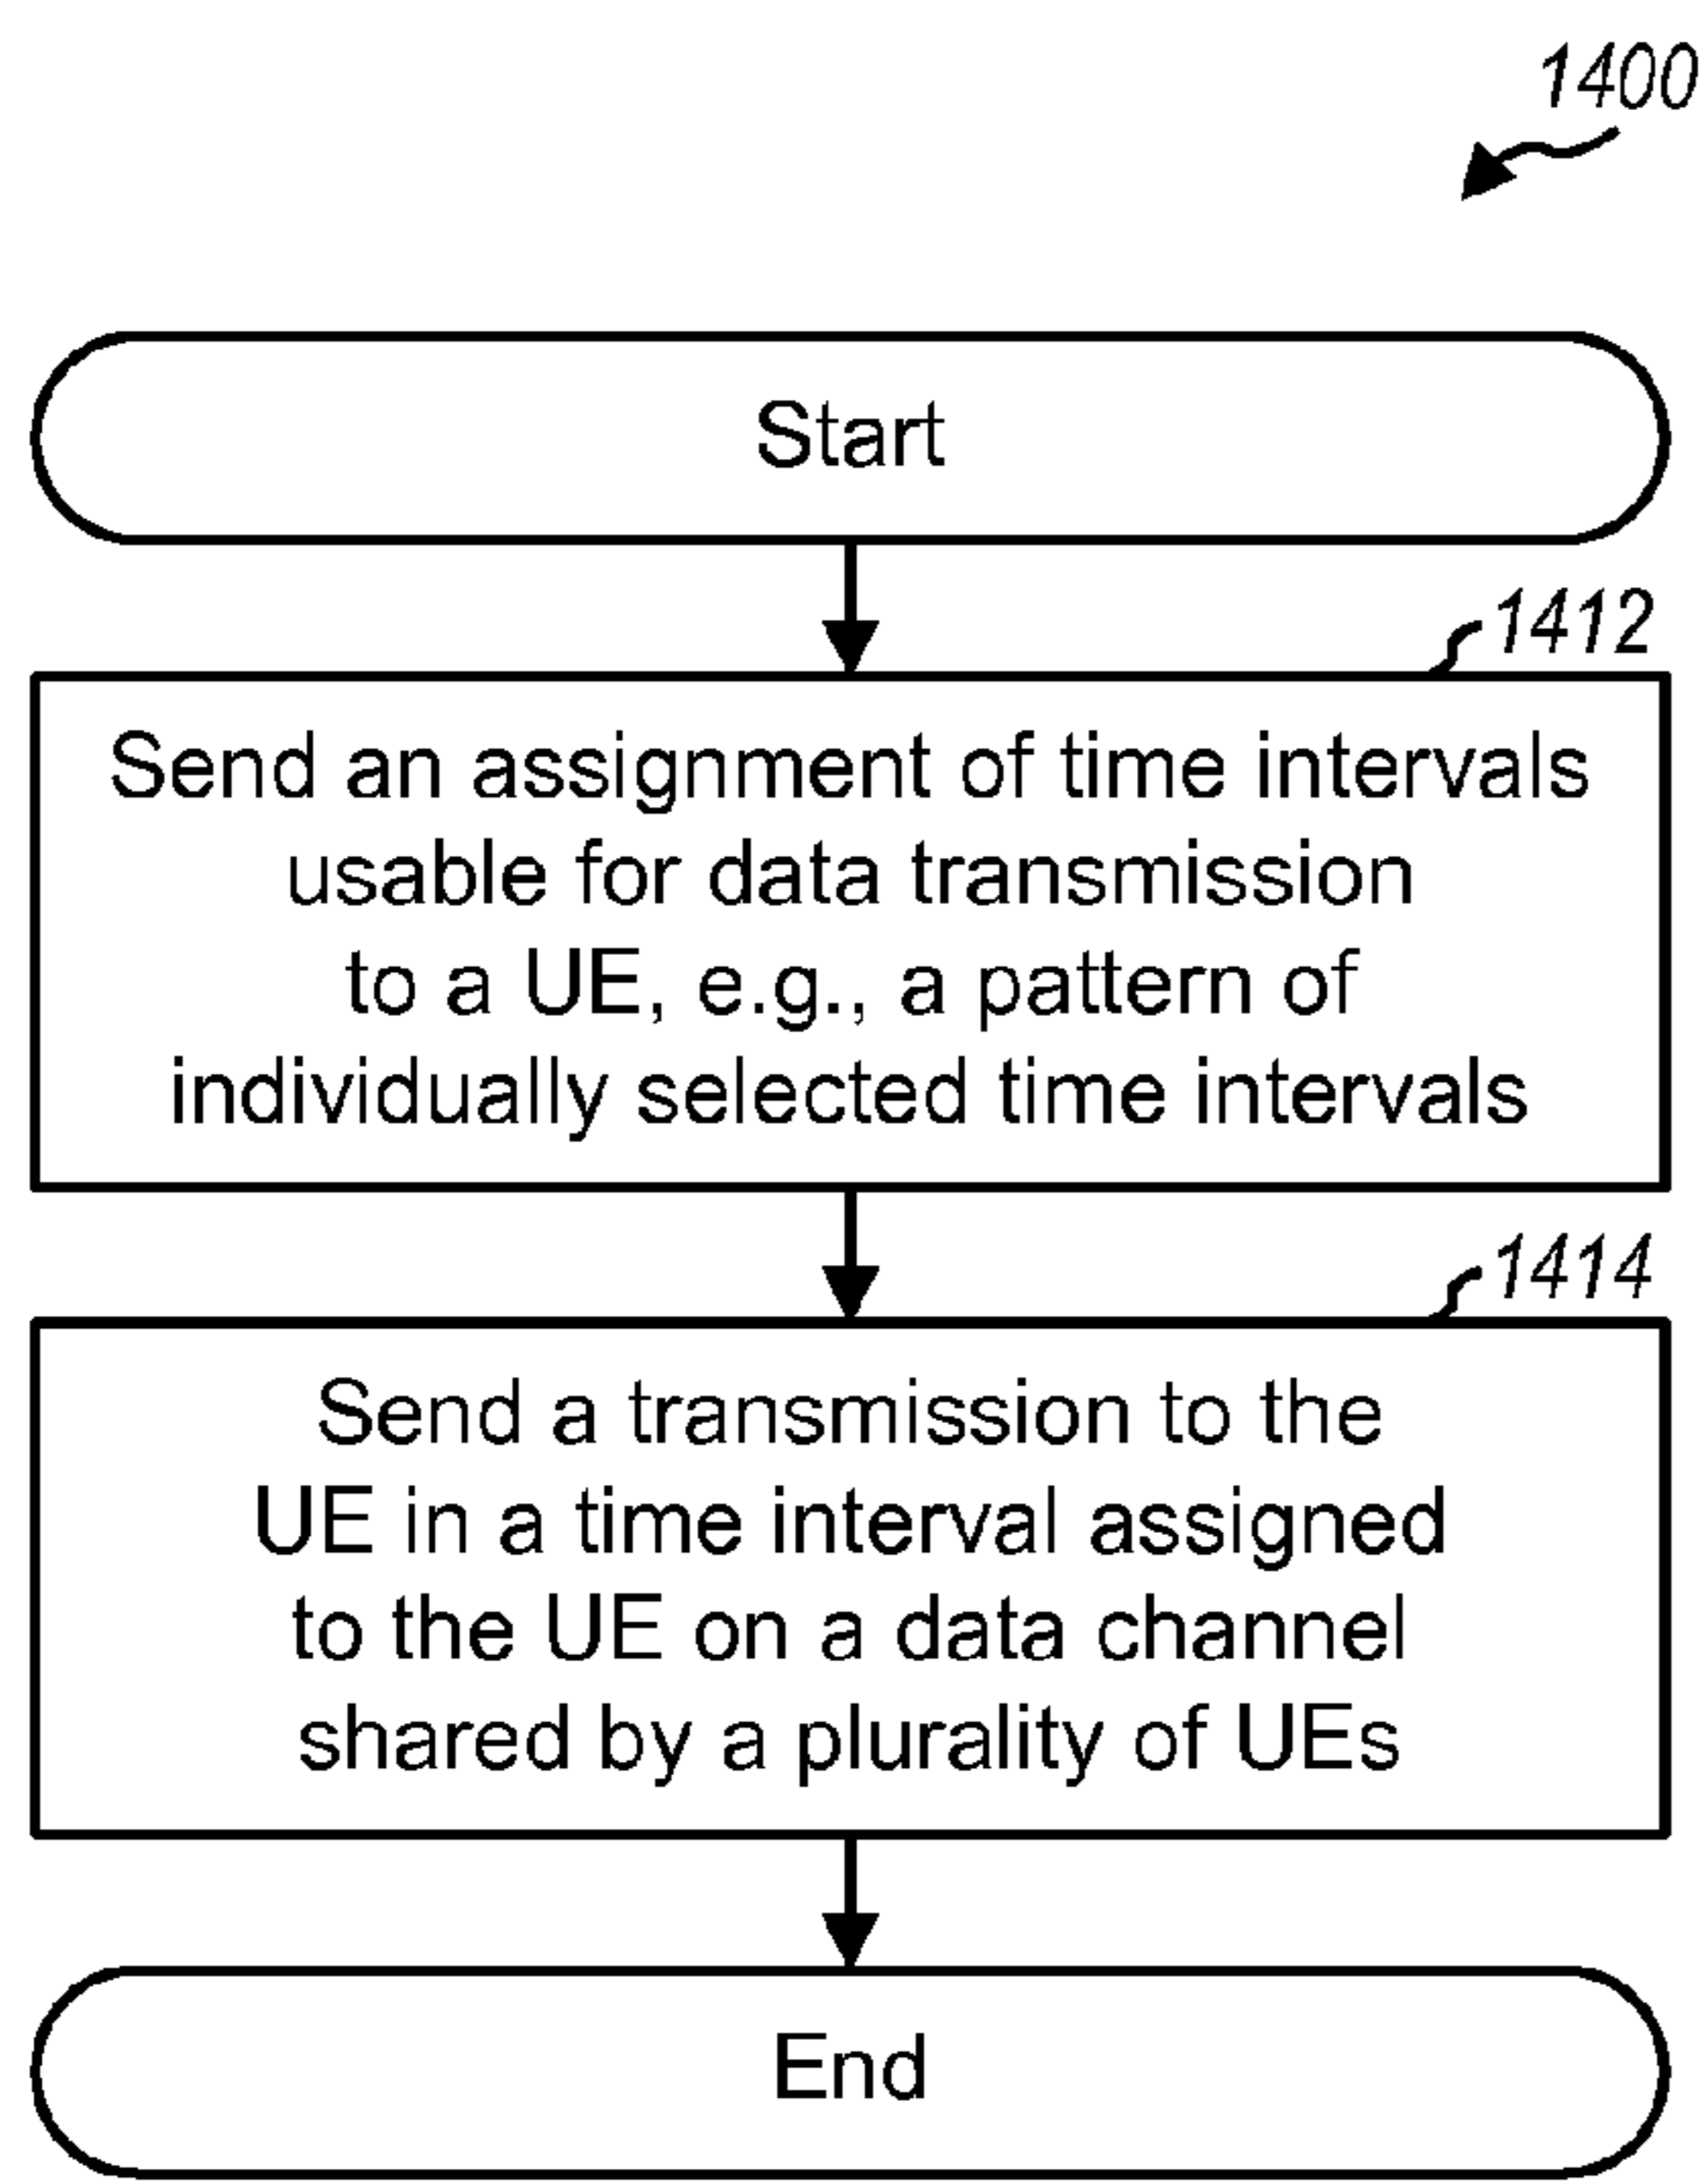 1400
Start
1412
Send an assignment of time intervals
usable for data transmission
to a UE, e.g., a pattern of
individually selected time intervals
1414
Send a transmission to the
UE in a time interval assigned
to the UE on a data channel
shared by a plurality of UEs
End